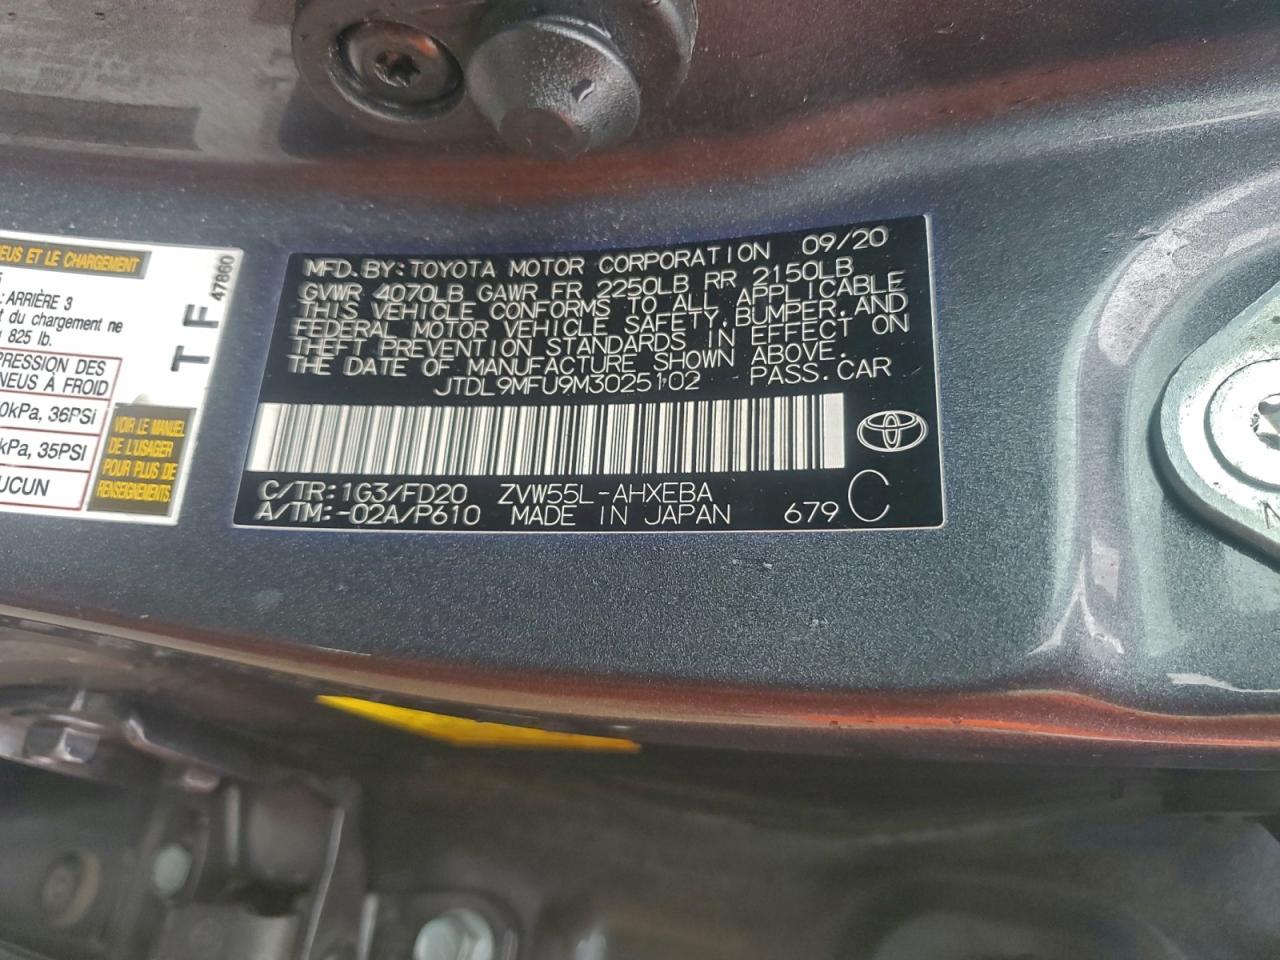 EUS ET LE CHARGEMENT
5
: ARRIÈRE 3
t du chargement ne
825 lb.
PRESSION DES
NEUS À FROID
0kPa, 36PSi
kPa, 35PSI
UCUN
VOIR LE MANUEL
DE L'USAGER
POUR PLUS DE
RENSEIGNEMENTS.
T F
47860
MFD.BY:TOYOTA MOTOR CORPORATION 09/20
GVWR 4070LB GAWR FR 2250LB RR 2150LB
THIS VEHICLE CONFORMS TO ALL APPLICABLE
FEDERAL MOTOR VEHICLE SAFETY,BUMPER,AND
THEFT PREVENTION STANDARDS IN EFFECT ON
THE DATE OF MANUFACTURE SHOWN ABOVE.
JTDL9MFU9M3025102 PASS.CAR
C/TR:1G3/FD20 ZVW55L-AHXEBA
A/TM:-02A/P610 MADE IN JAPAN 679 C